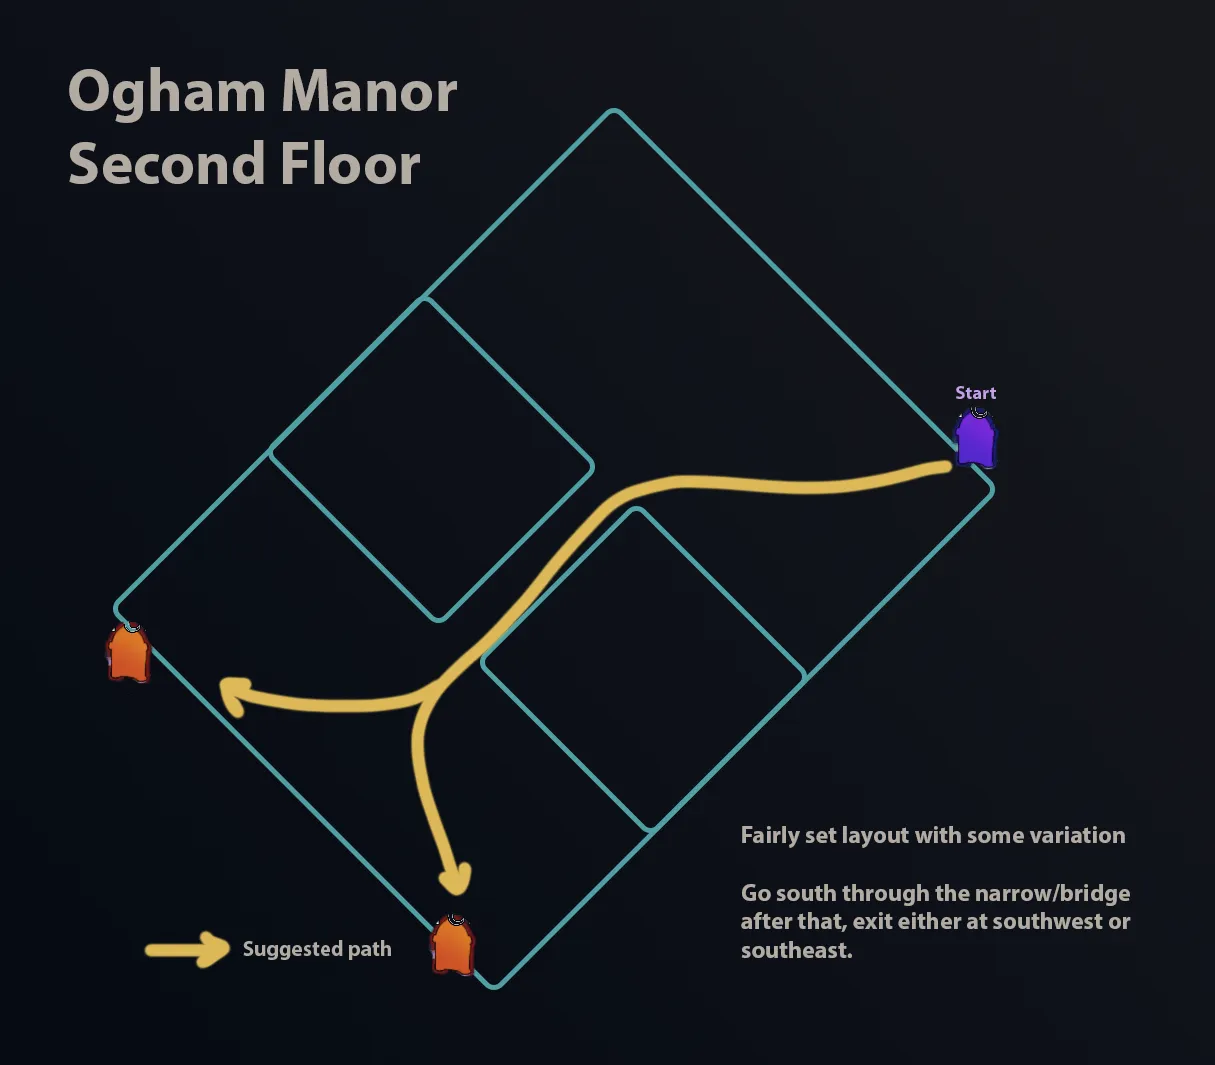 Ogham Manor
Second Floor
Start
Fairly set layout with some variation
Go south through the narrow/bridge
after that, exit either at southwest or
southeast.
Suggested path